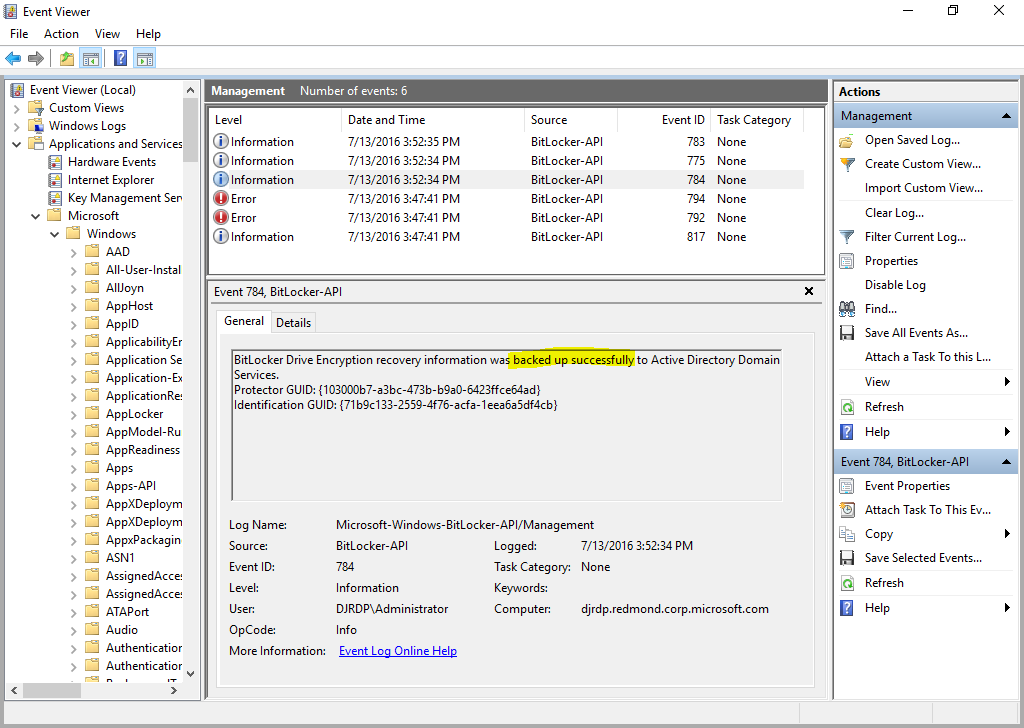 Event Viewer
File Action View Help
Event Viewer (Local)
Custom Views
Windows Logs
Applications and Services
Hardware Events
Internet Explorer
Key Management Serv
Microsoft
Windows
AAD
All-User-Instal
AllJoyn
AppHost
AppID
ApplicabilityEr
Application Se
Application-Ex
ApplicationRes
AppLocker
AppModel-Ru
AppReadiness
Apps
Apps-API
AppXDeploym
AppXDeploym
AppxPackagin
ASN1
AssignedAcces
AssignedAcces
ATAPort
Audio
Authentication
Authentication
Management Number of events: 6
Level Date and Time Source Event ID Task Category
Information 7/13/2016 3:52:35 PM BitLocker-API 783 None
Information 7/13/2016 3:52:34 PM BitLocker-API 775 None
Information 7/13/2016 3:52:34 PM BitLocker-API 784 None
Error 7/13/2016 3:47:41 PM BitLocker-API 794 None
Error 7/13/2016 3:47:41 PM BitLocker-API 792 None
Information 7/13/2016 3:47:41 PM BitLocker-API 817 None
Event 784, BitLocker-API
General Details
BitLocker Drive Encryption recovery information was backed up successfully to Active Directory Domain
Services.
Protector GUID: {103000b7-a3bc-473b-b9a0-6423ffce64ad}
Identification GUID: {71b9c133-2559-4f76-acfa-1eea6a5df4cb}
Log Name: Microsoft-Windows-BitLocker-API/Management
Source: BitLocker-API Logged: 7/13/2016 3:52:34 PM
Event ID: 784 Task Category: None
Level: Information Keywords:
User: DJRDP\Administrator Computer: djrdp.redmond.corp.microsoft.com
OpCode: Info
More Information: Event Log Online Help
Actions
Management
Open Saved Log...
Create Custom View...
Import Custom View...
Clear Log...
Filter Current Log...
Properties
Disable Log
Find...
Save All Events As...
Attach a Task To this L...
View
Refresh
Help
Event 784, BitLocker-API
Event Properties
Attach Task To This Ev...
Copy
Save Selected Events...
Refresh
Help